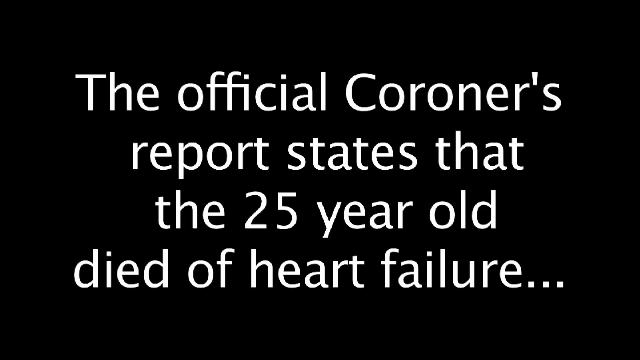 The official Coroner's
report states that
the 25 year old
died of heart failure...